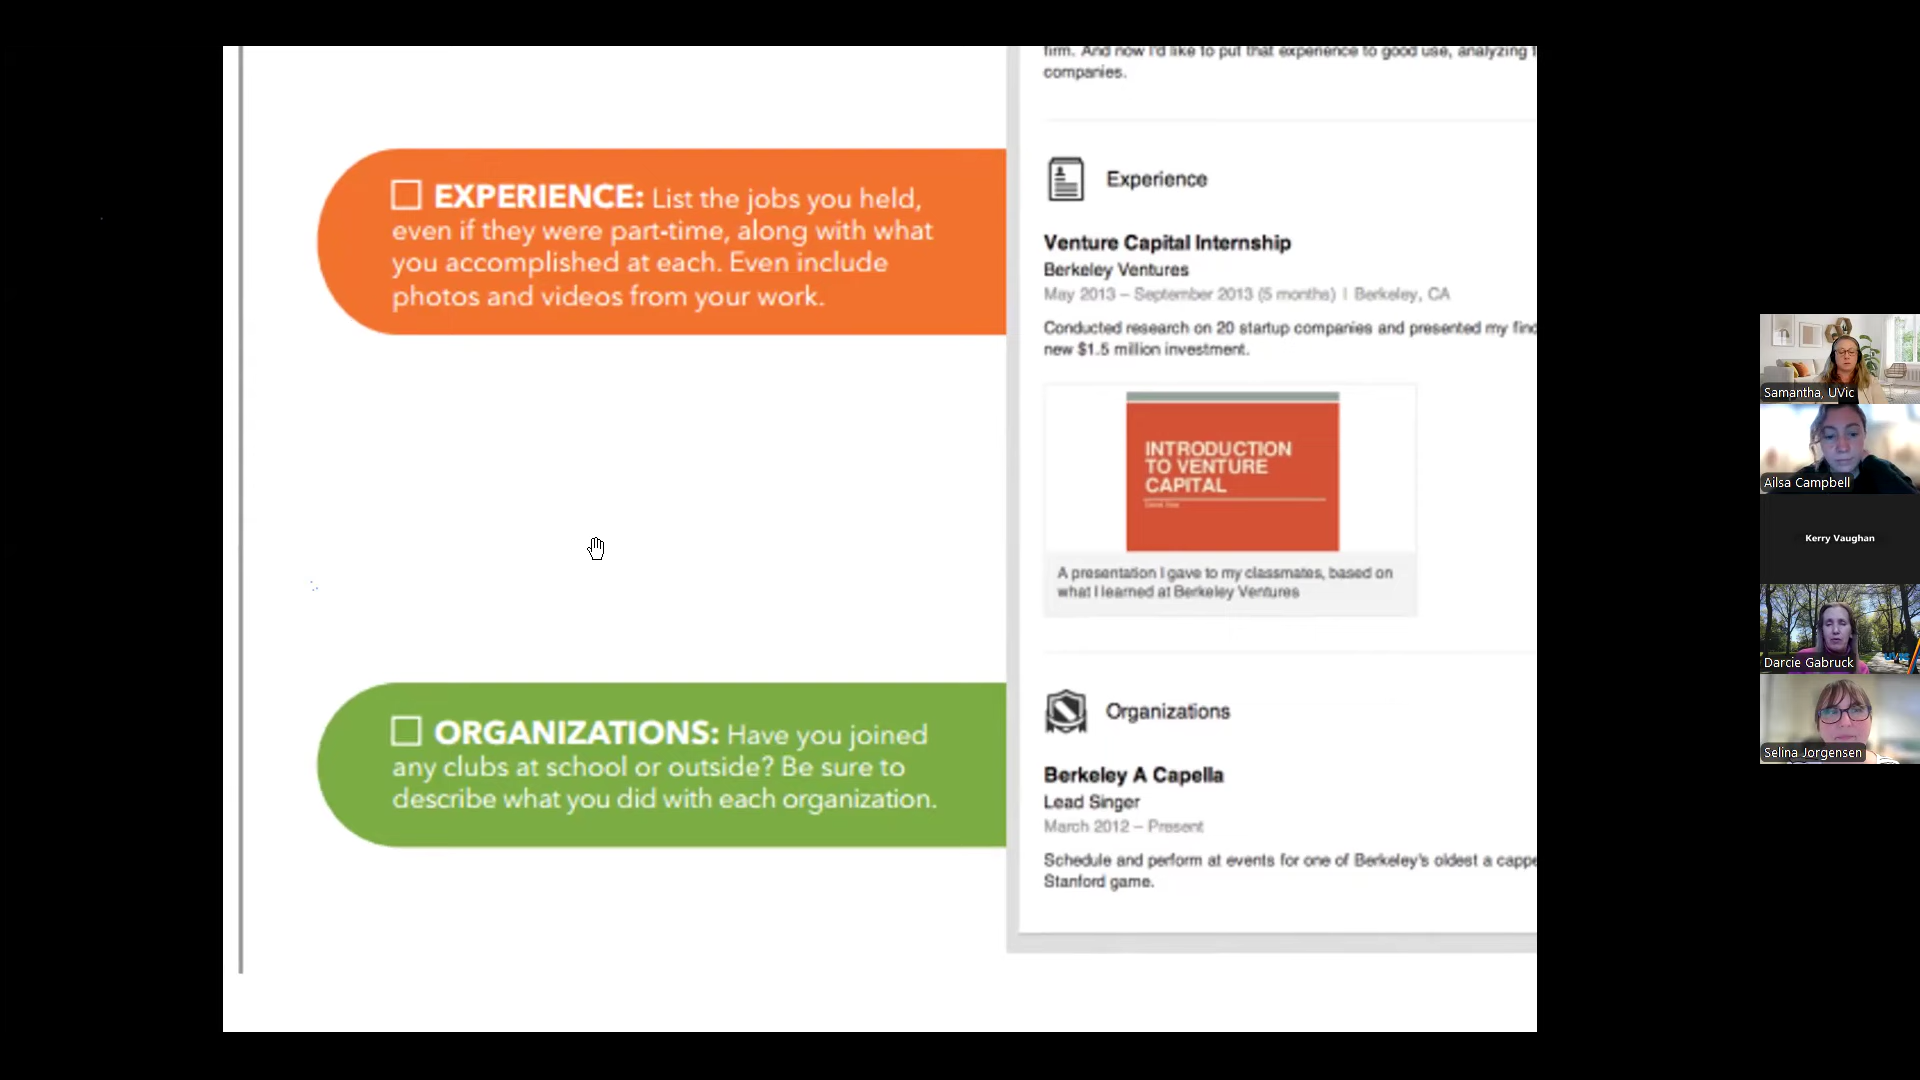 firm. And now I'd like to put that experience to good use, analyzing
companies.
EXPERIENCE: List the jobs you held,
even if they were part-time, along with what
you accomplished at each. Even include
photos and videos from your work.
Experience
Venture Capital Internship
Berkeley Ventures
May 2013 – September 2013 (5 months) | Berkeley, CA
Conducted research on 20 startup companies and presented my
new $1.5 million investment.
INTRODUCTION
TO VENTURE
CAPITAL
A presentation I gave to my classmates, based on
what I learned at Berkeley Ventures
ORGANIZATIONS: Have you joined
any clubs at school or outside? Be sure to
describe what you did with each organization.
Organizations
Berkeley A Capella
Lead Singer
March 2012 – Present
Schedule and perform at events for one of Berkeley's oldest a
Stanford game.
Samantha, UVic
Ailsa Campbell
Kerry Vaughan
Darcie Gabruck
Selina Jorgensen